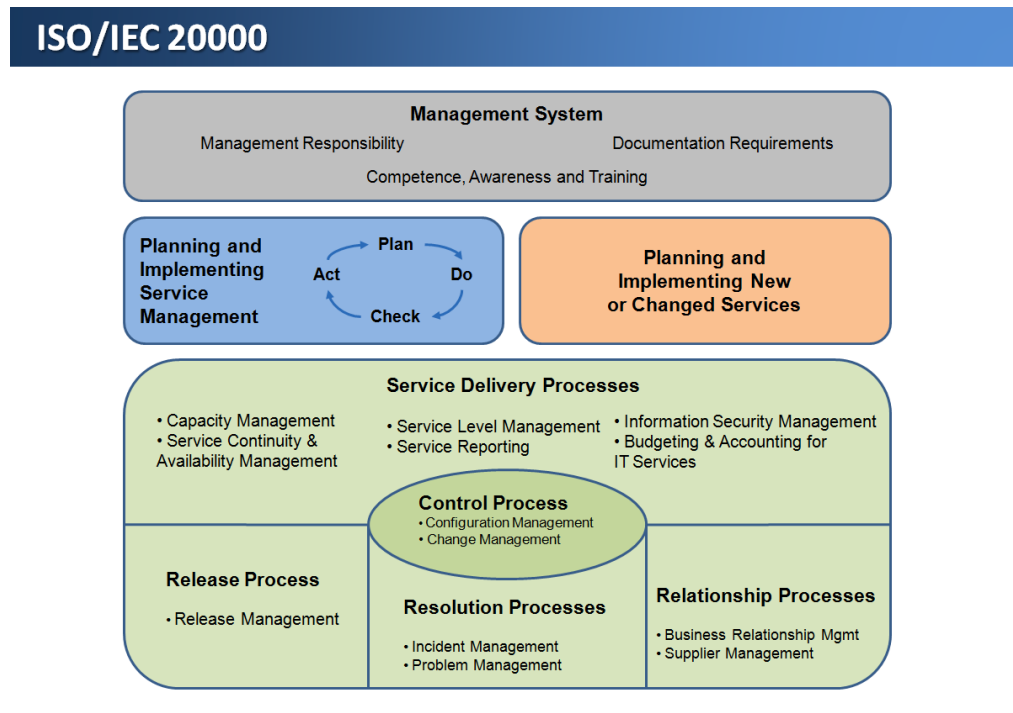 ISO/IEC 20000
Management System
Management Responsibility
Documentation Requirements
Competence, Awareness and Training
Planning and
Implementing
Service
Management
Plan
Act
Do
Check
Planning and
Implementing New
or Changed Services
Service Delivery Processes
• Capacity Management
• Service Continuity &
Availability Management
• Service Level Management
• Service Reporting
• Information Security Management
• Budgeting & Accounting for
IT Services
Control Process
• Configuration Management
• Change Management
Release Process
• Release Management
Resolution Processes
• Incident Management
• Problem Management
Relationship Processes
• Business Relationship Mgmt
• Supplier Management